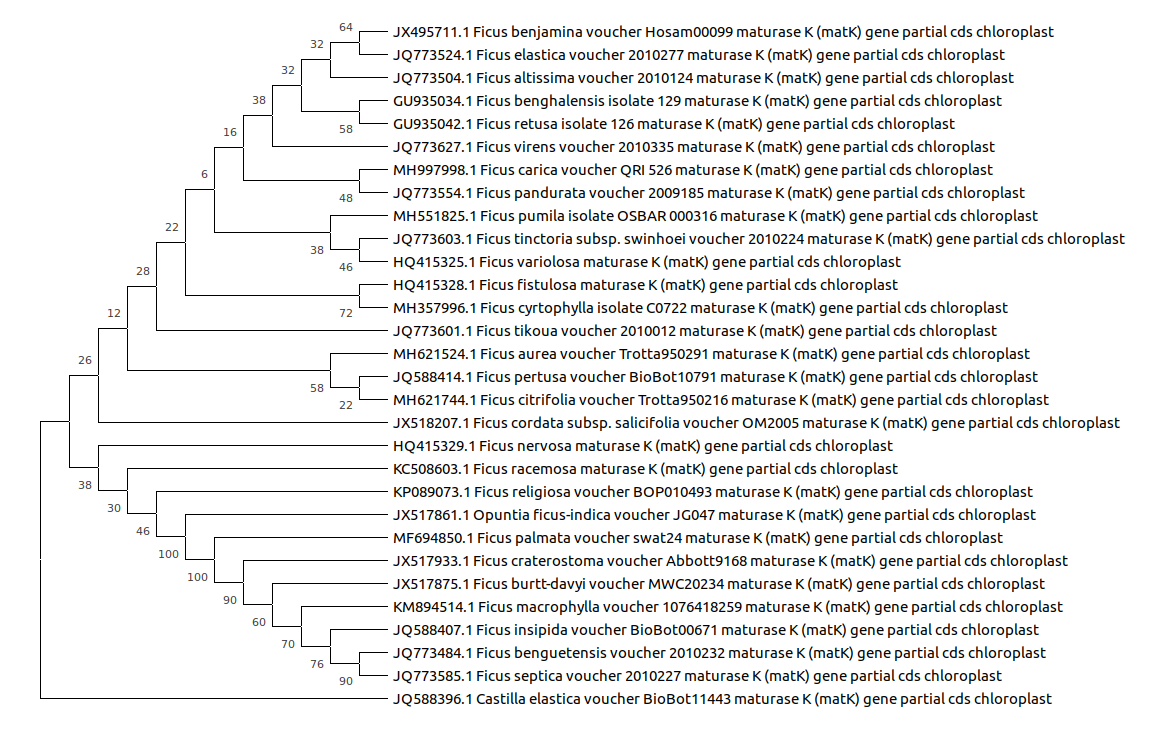 64
JX495711.1 Ficus benjamina voucher Hosam00099 maturase K (matK) gene partial cds chloroplast
32
JQ773524.1 Ficus elastica voucher 2010277 maturase K (matK) gene partial cds chloroplast
32
JQ773504.1 Ficus altissima voucher 2010124 maturase K (matK) gene partial cds chloroplast
38
GU935034.1 Ficus benghalensis isolate 129 maturase K (matK) gene partial cds chloroplast
58
GU935042.1 Ficus retusa isolate 126 maturase K (matK) gene partial cds chloroplast
16
JQ773627.1 Ficus virens voucher 2010335 maturase K (matK) gene partial cds chloroplast
6
MH997998.1 Ficus carica voucher QRI 526 maturase K (matK) gene partial cds chloroplast
48
JQ773554.1 Ficus pandurata voucher 2009185 maturase K (matK) gene partial cds chloroplast
22
MH551825.1 Ficus pumila isolate OSBAR 000316 maturase K (matK) gene partial cds chloroplast
38
JQ773603.1 Ficus tinctoria subsp. swinhoei voucher 2010224 maturase K (matK) gene partial cds chloroplast
46
HQ415325.1 Ficus variolosa maturase K (matK) gene partial cds chloroplast
28
HQ415328.1 Ficus fistulosa maturase K (matK) gene partial cds chloroplast
72
MH357996.1 Ficus cyrtophylla isolate C0722 maturase K (matK) gene partial cds chloroplast
12
JQ773601.1 Ficus tikoua voucher 2010012 maturase K (matK) gene partial cds chloroplast
26
MH621524.1 Ficus aurea voucher Trotta950291 maturase K (matK) gene partial cds chloroplast
58
JQ588414.1 Ficus pertusa voucher BioBot10791 maturase K (matK) gene partial cds chloroplast
22
MH621744.1 Ficus citrifolia voucher Trotta950216 maturase K (matK) gene partial cds chloroplast
JX518207.1 Ficus cordata subsp. salicifolia voucher OM2005 maturase K (matK) gene partial cds chloroplast
HQ415329.1 Ficus nervosa maturase K (matK) gene partial cds chloroplast
38
KC508603.1 Ficus racemosa maturase K (matK) gene partial cds chloroplast
30
KP089073.1 Ficus religiosa voucher BOP010493 maturase K (matK) gene partial cds chloroplast
46
JX517861.1 Opuntia ficus-indica voucher JG047 maturase K (matK) gene partial cds chloroplast
100
MF694850.1 Ficus palmata voucher swat24 maturase K (matK) gene partial cds chloroplast
100
JX517933.1 Ficus craterostoma voucher Abbott9168 maturase K (matK) gene partial cds chloroplast
90
JX517875.1 Ficus burtt-davyi voucher MWC20234 maturase K (matK) gene partial cds chloroplast
60
KM894514.1 Ficus macrophylla voucher 1076418259 maturase K (matK) gene partial cds chloroplast
70
JQ588407.1 Ficus insipida voucher BioBot00671 maturase K (matK) gene partial cds chloroplast
76
JQ773484.1 Ficus benguetensis voucher 2010232 maturase K (matK) gene partial cds chloroplast
90
JQ773585.1 Ficus septica voucher 2010227 maturase K (matK) gene partial cds chloroplast
JQ588396.1 Castilla elastica voucher BioBot11443 maturase K (matK) gene partial cds chloroplast